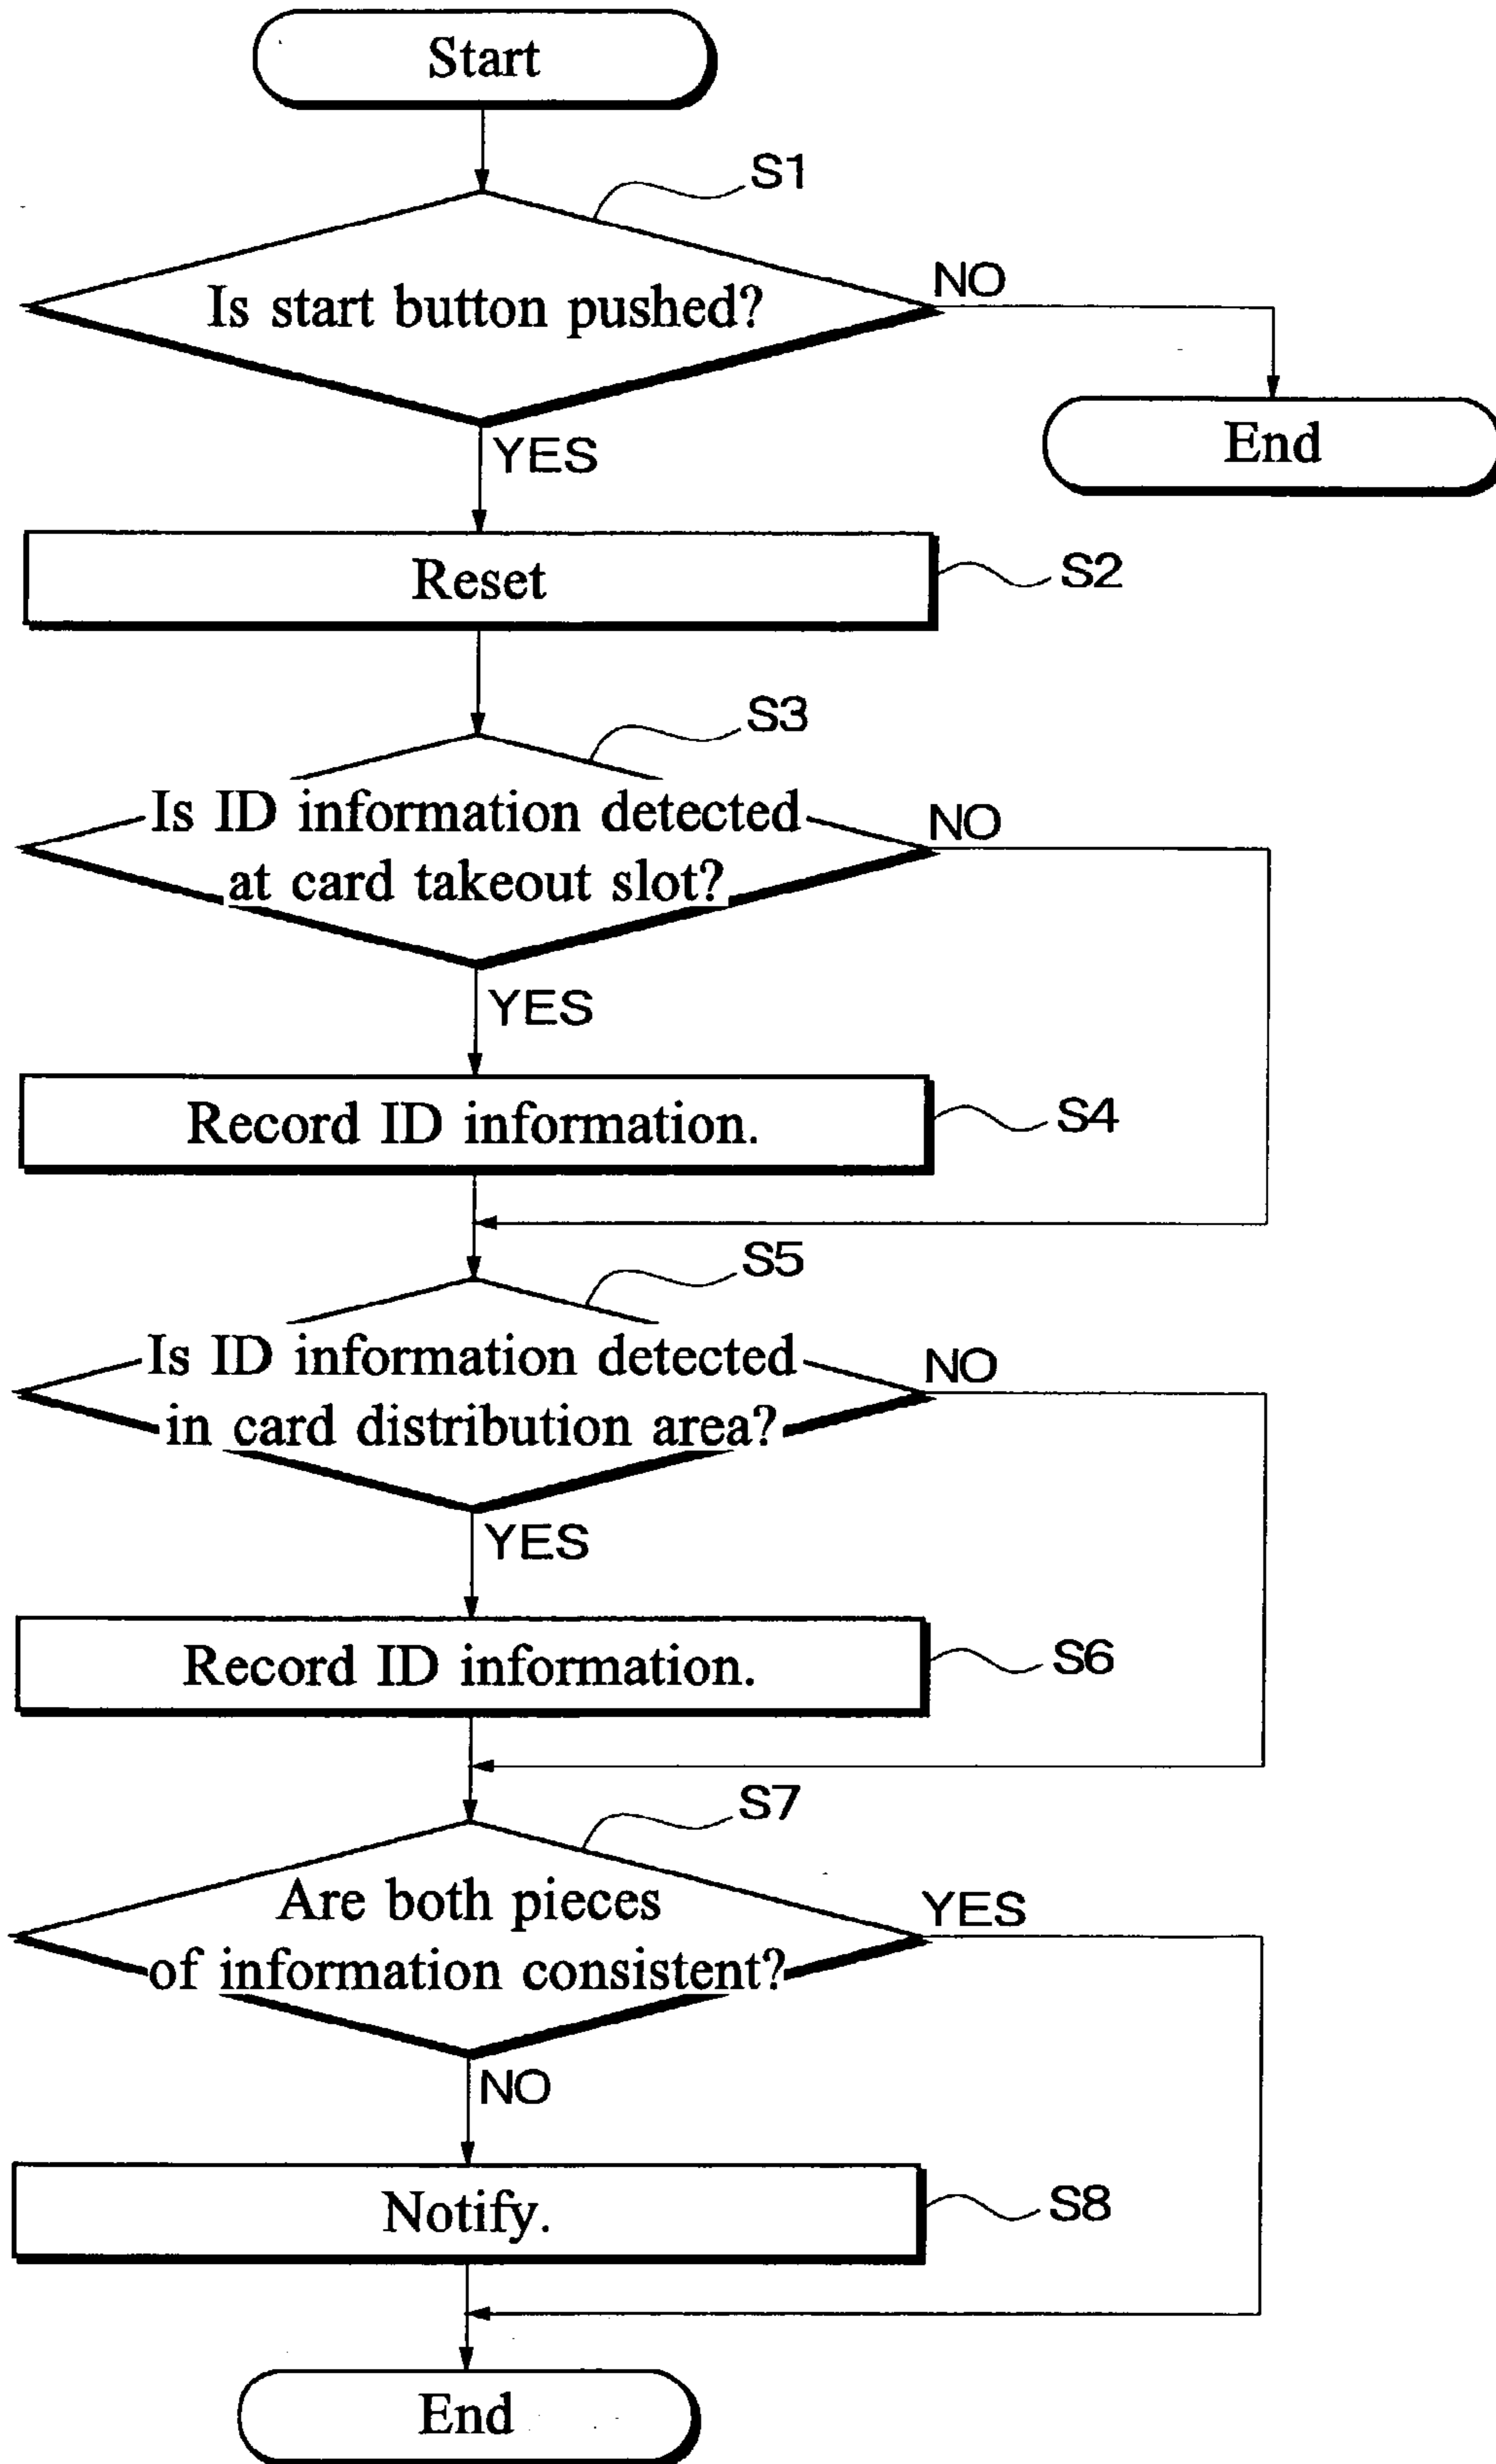 Start
S1
Is start button pushed?
NO
End
YES
Reset
S2
S3
Is ID information detected
at card takeout slot?
NO
YES
Record ID information.
S4
S5
Is ID information detected
in card distribution area?
NO
YES
Record ID information.
S6
S7
Are both pieces
of information consistent?
YES
NO
Notify.
S8
End